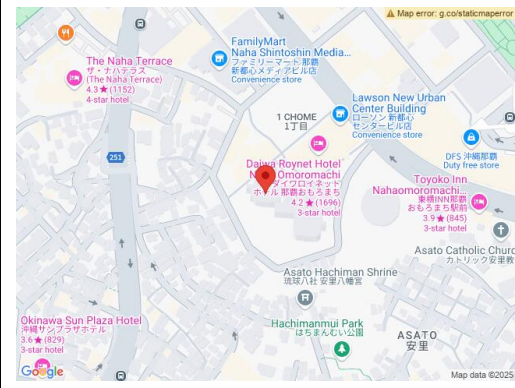 Map error: g.co/staticmaperror
FamilyMart
Naha Shintoshin Media...
ファミリーマート 那覇
新都心メディアビル店
Convenience store
The Naha Terrace
ザ・ナハテラス
(The Naha Terrace)
4.3 ★ (1152)
4-star hotel
Lawson New Urban
Center Building
ローソン 新都心
センタービル店
Convenience store
1 CHOME
1丁目
DFS 沖縄那覇
Duty free store
251
Daiwa Roynet Hotel
Omoromachi
ダイワロイネット
ホテル 那覇おもろまち
4.2 ★ (1696)
3-star hotel
Toyoko Inn
Nahaomoromachi...
東横INN那覇
おもろまち駅前
3.9 ★ (845)
3-star hotel
Asato Catholic Churc
カトリック安里教
Asato Hachiman Shrine
琉球八社 安里八幡宮
Okinawa Sun Plaza Hotel
沖縄サンプラザホテル
3.6 ★ (829)
3-star hotel
Hachimanmui Park
はちまんむい公園
ASATO
安里
Google
Map data ©2025